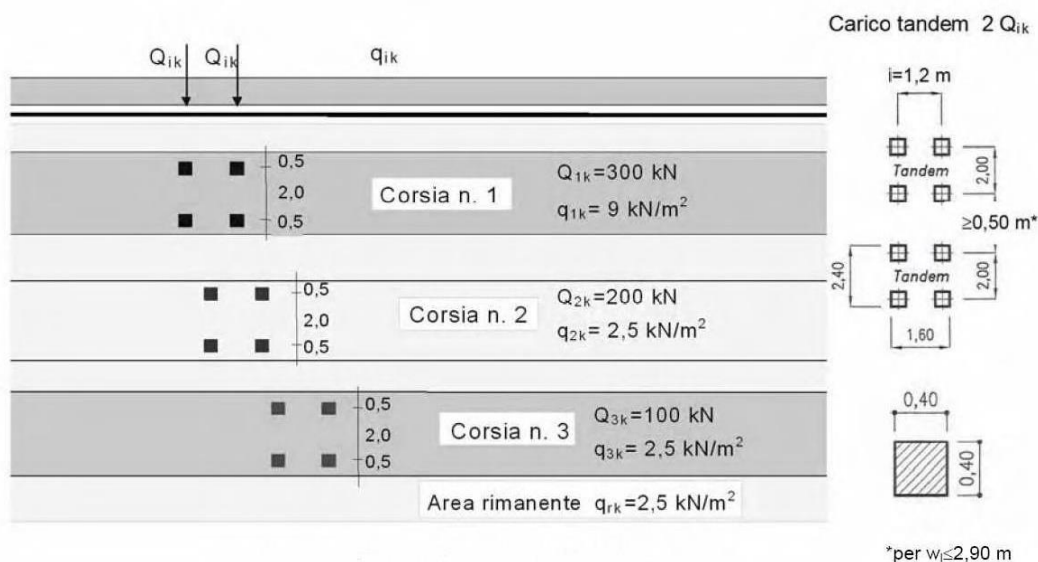 Carico tandem 2 Qik
Qik Qik qik
i=1,2 m
0,5
2,0
0,5
Corsia n. 1
Q1k=300 kN
q1k= 9 kN/m²
Tandem
2,00
≥0,50 m*
0,5
2,0
0,5
Corsia n. 2
Q2k=200 kN
q2k= 2,5 kN/m²
2,40
Tandem
2,00
1,60
0,5
2,0
0,5
Corsia n. 3
Q3k=100 kN
q3k= 2,5 kN/m²
0,40
0,40
Area rimanente qrk=2,5 kN/m²
*per wl≤2,90 m